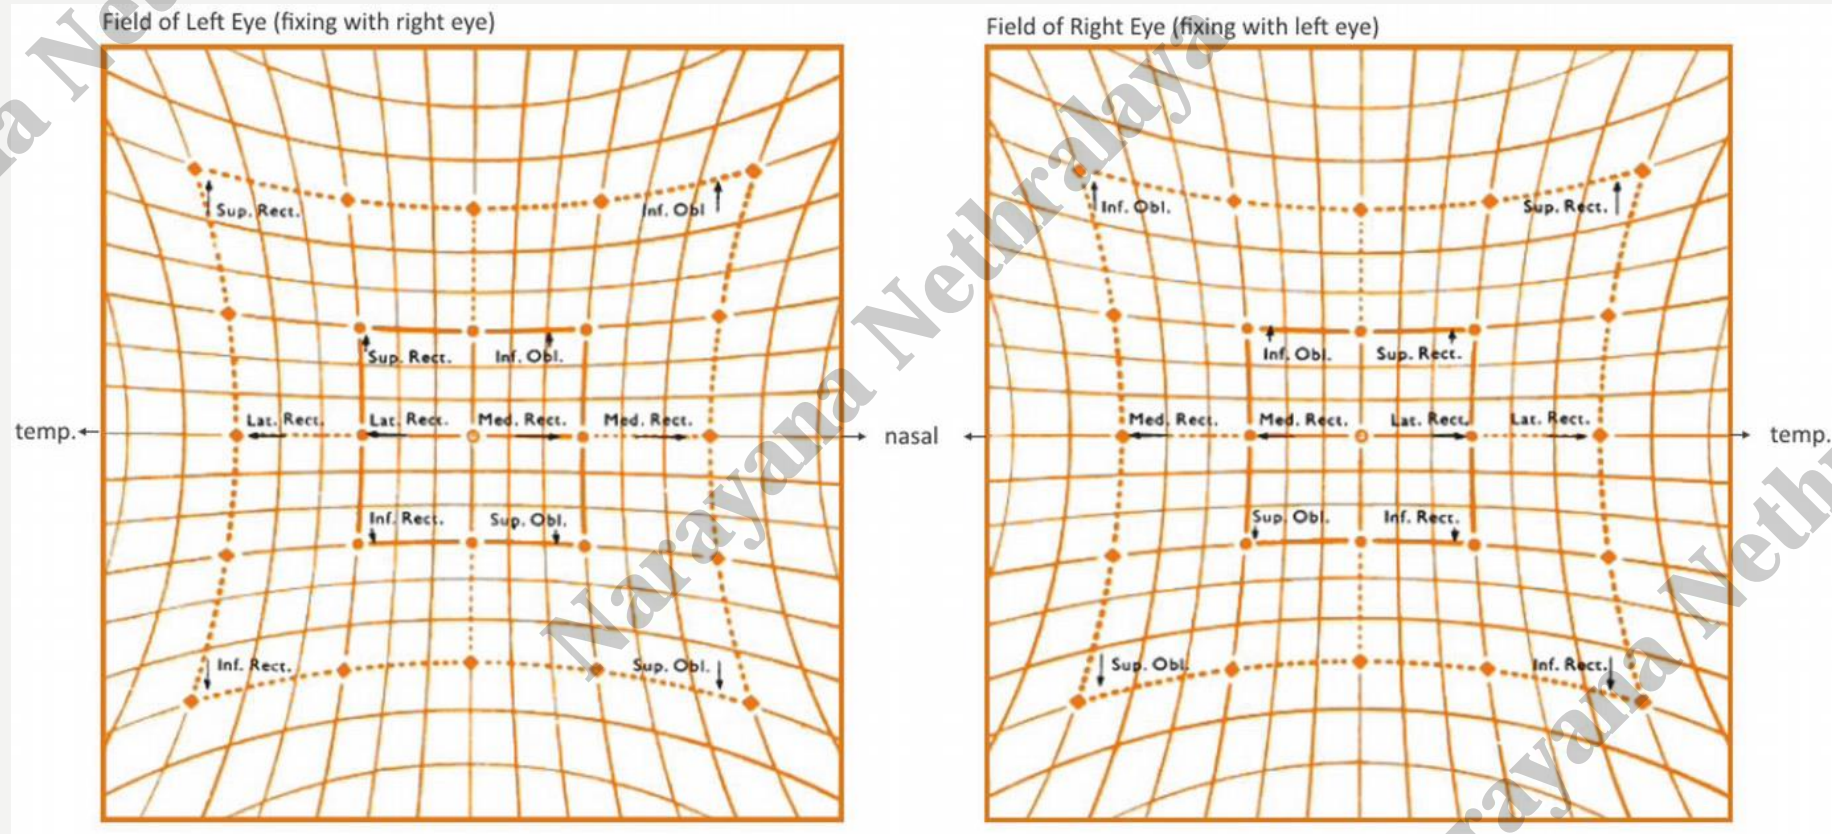 Field of Left Eye (fixing with right eye)
Sup. Rect.
Inf. Obl
Sup. Rect.
Inf. Obl.
temp.
Lat. Rect.
Lat. Rect.
Med. Rect.
Med. Rect.
nasal
Inf. Rect.
Sup. Obl.
Inf. Rect.
Sup. Obl.
Field of Right Eye (fixing with left eye)
Inf. Obl.
Sup. Rect.
Inf. Obl.
Sup. Rect.
Med. Rect.
Med. Rect.
Lat. Rect.
Lat. Rect.
temp.
Sup. Obl.
Inf. Rect.
Sup. Obl.
Inf. Rect.
Narayana Nethralaya